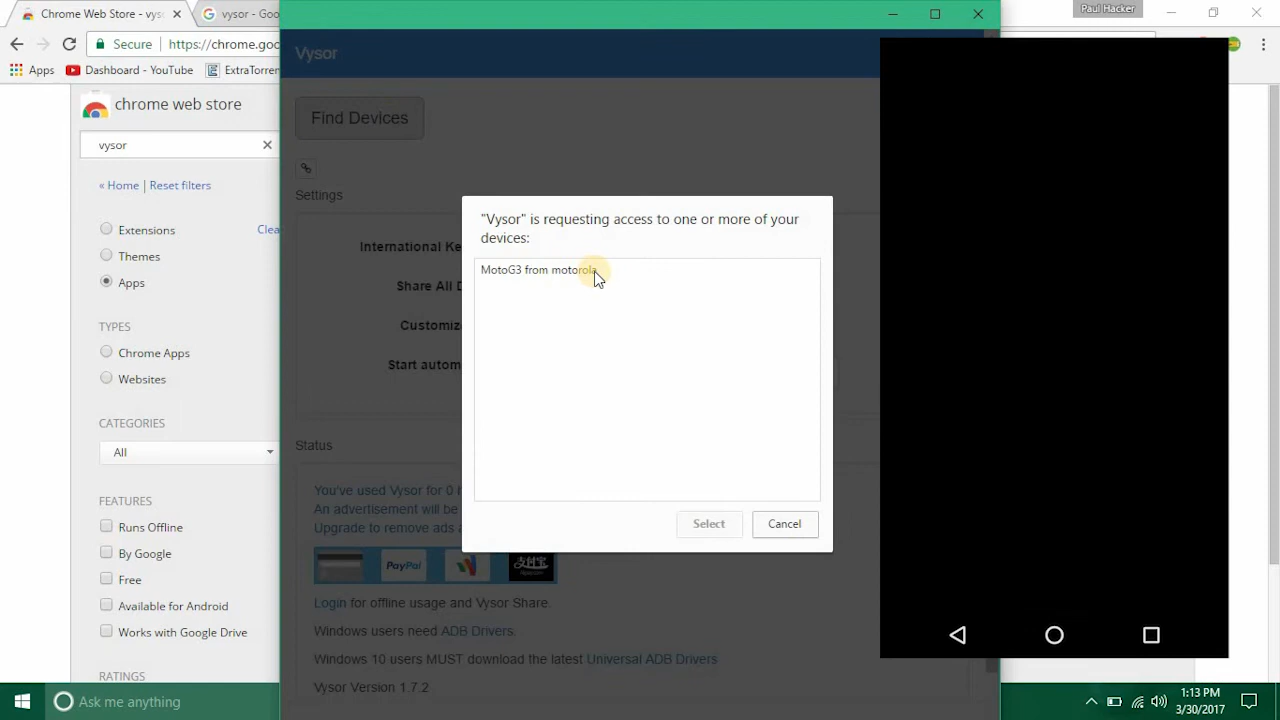 Chrome Web Store - vys
vysor - Goo
Paul Hacker
Secure
https://chrome.goo
Apps
Dashboard - YouTube
ExtraTorren
chrome web store
vysor
« Home | Reset filters
Extensions
Clea
Themes
Apps
TYPES
Chrome Apps
Websites
CATEGORIES
All
FEATURES
Runs Offline
By Google
Free
Available for Android
Works with Google Drive
RATINGS
Vysor
Find Devices
Settings
International Ke
Share All D
Customiz
Start autom
"Vysor" is requesting access to one or more of your
devices:
MotoG3 from motorola
Select
Cancel
Status
You've used Vysor for 0 h
An advertisement will be
Upgrade to remove ads a
PayPal
支付宝
Login for offline usage and Vysor Share.
Windows users need ADB Drivers.
Windows 10 users MUST download the latest Universal ADB Drivers
Vysor Version 1.7.2
Ask me anything
1:13 PM
3/30/2017